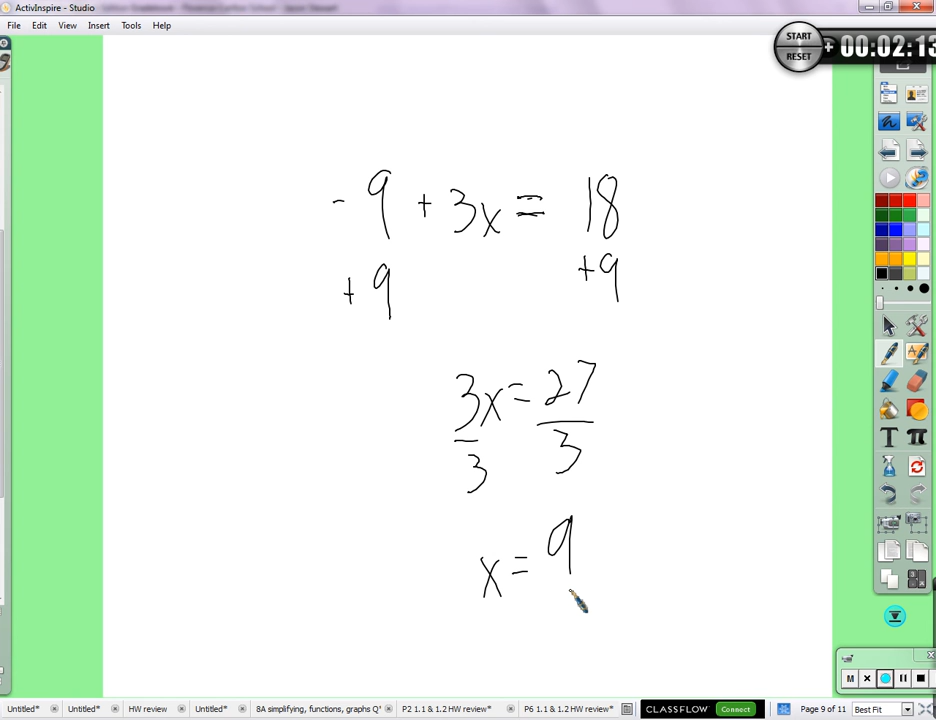 ActivInspire - Studio
File Edit View Insert Tools Help
START
RESET
+ 00:02:13
- 9 + 3x = 18
+ 9 +9
3x = 27
3 3
x = 9
Untitled* Untitled* HW review Untitled* 8A simplifying, functions, graphs Q* P2 1.1 & 1.2 HW review* P6 1.1 & 1.2 HW review* CLASSFLOW Connect Page 9 of 11 Best Fit